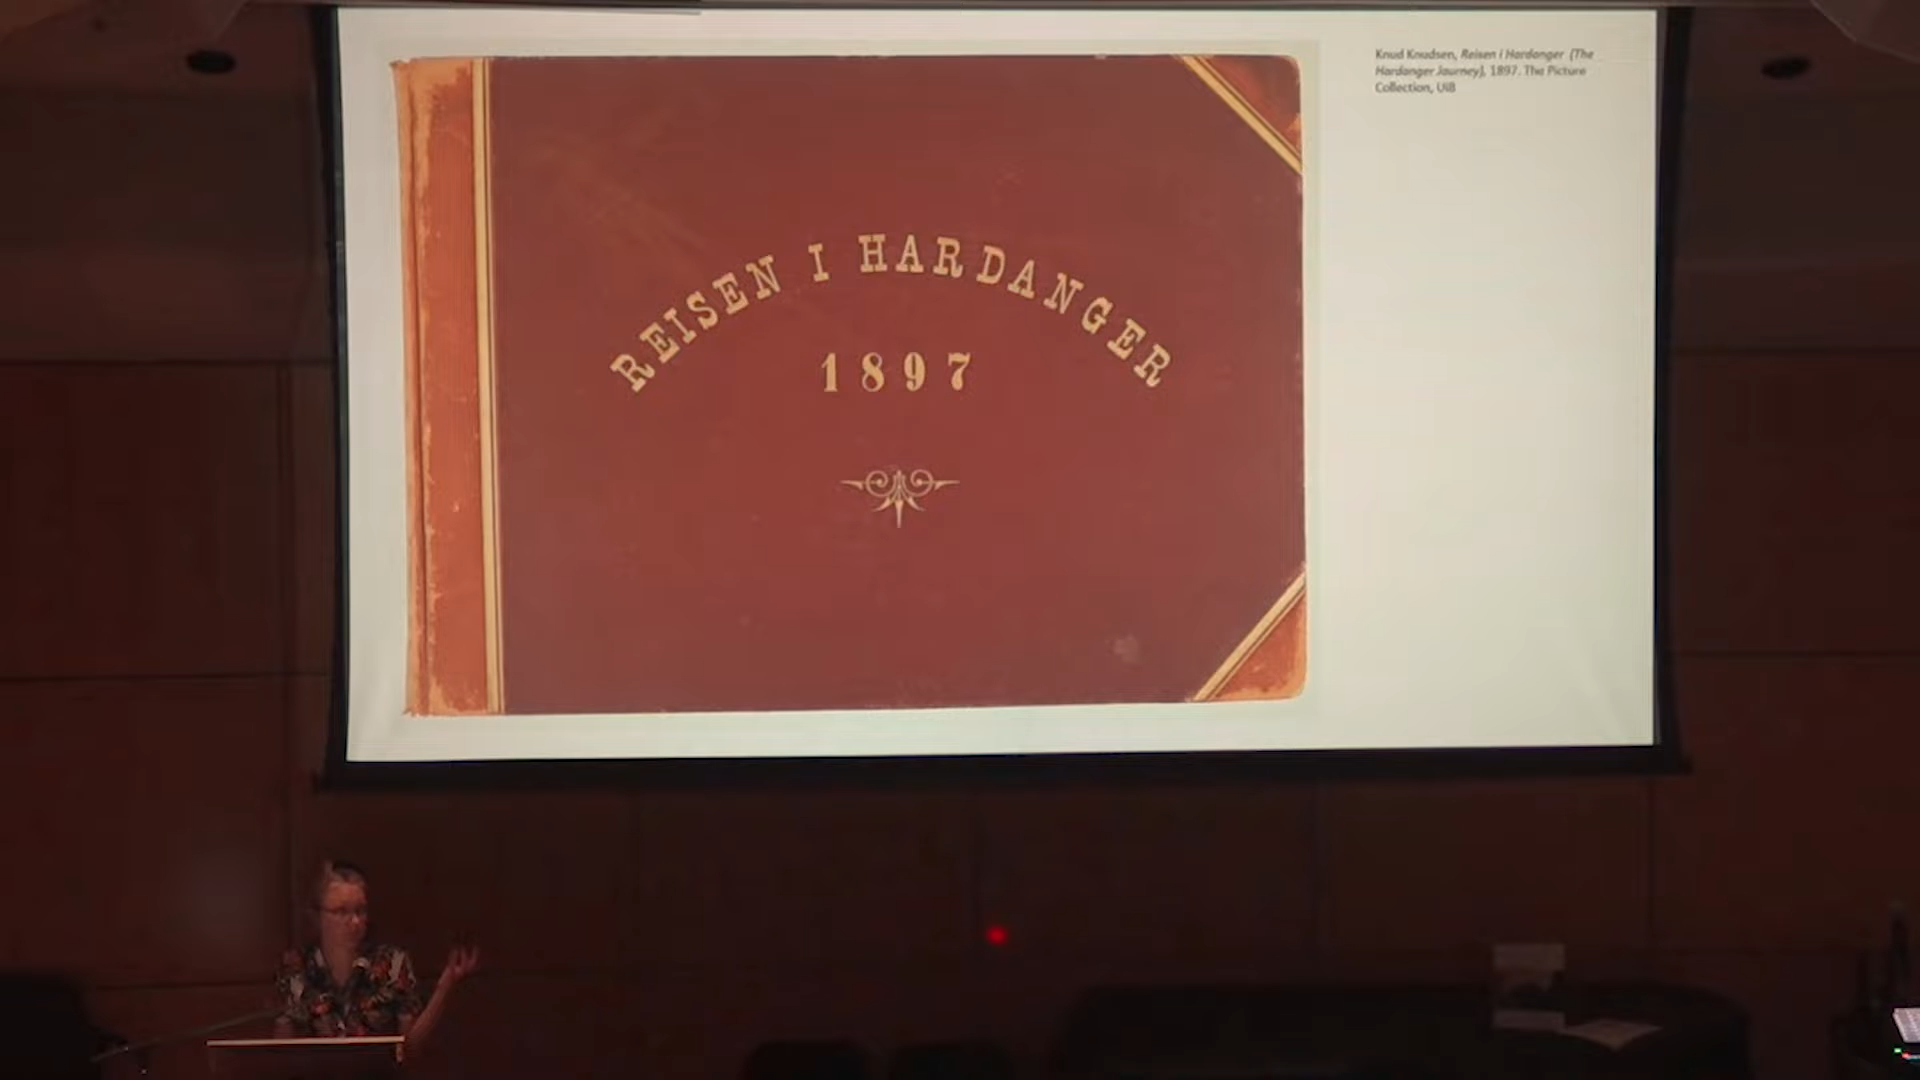 REISEN I HARDANGER
1897
Knud Knudsen, Reisen i Hardanger (The
Hardanger Journey), 1897. The Picture
Collection, UiB